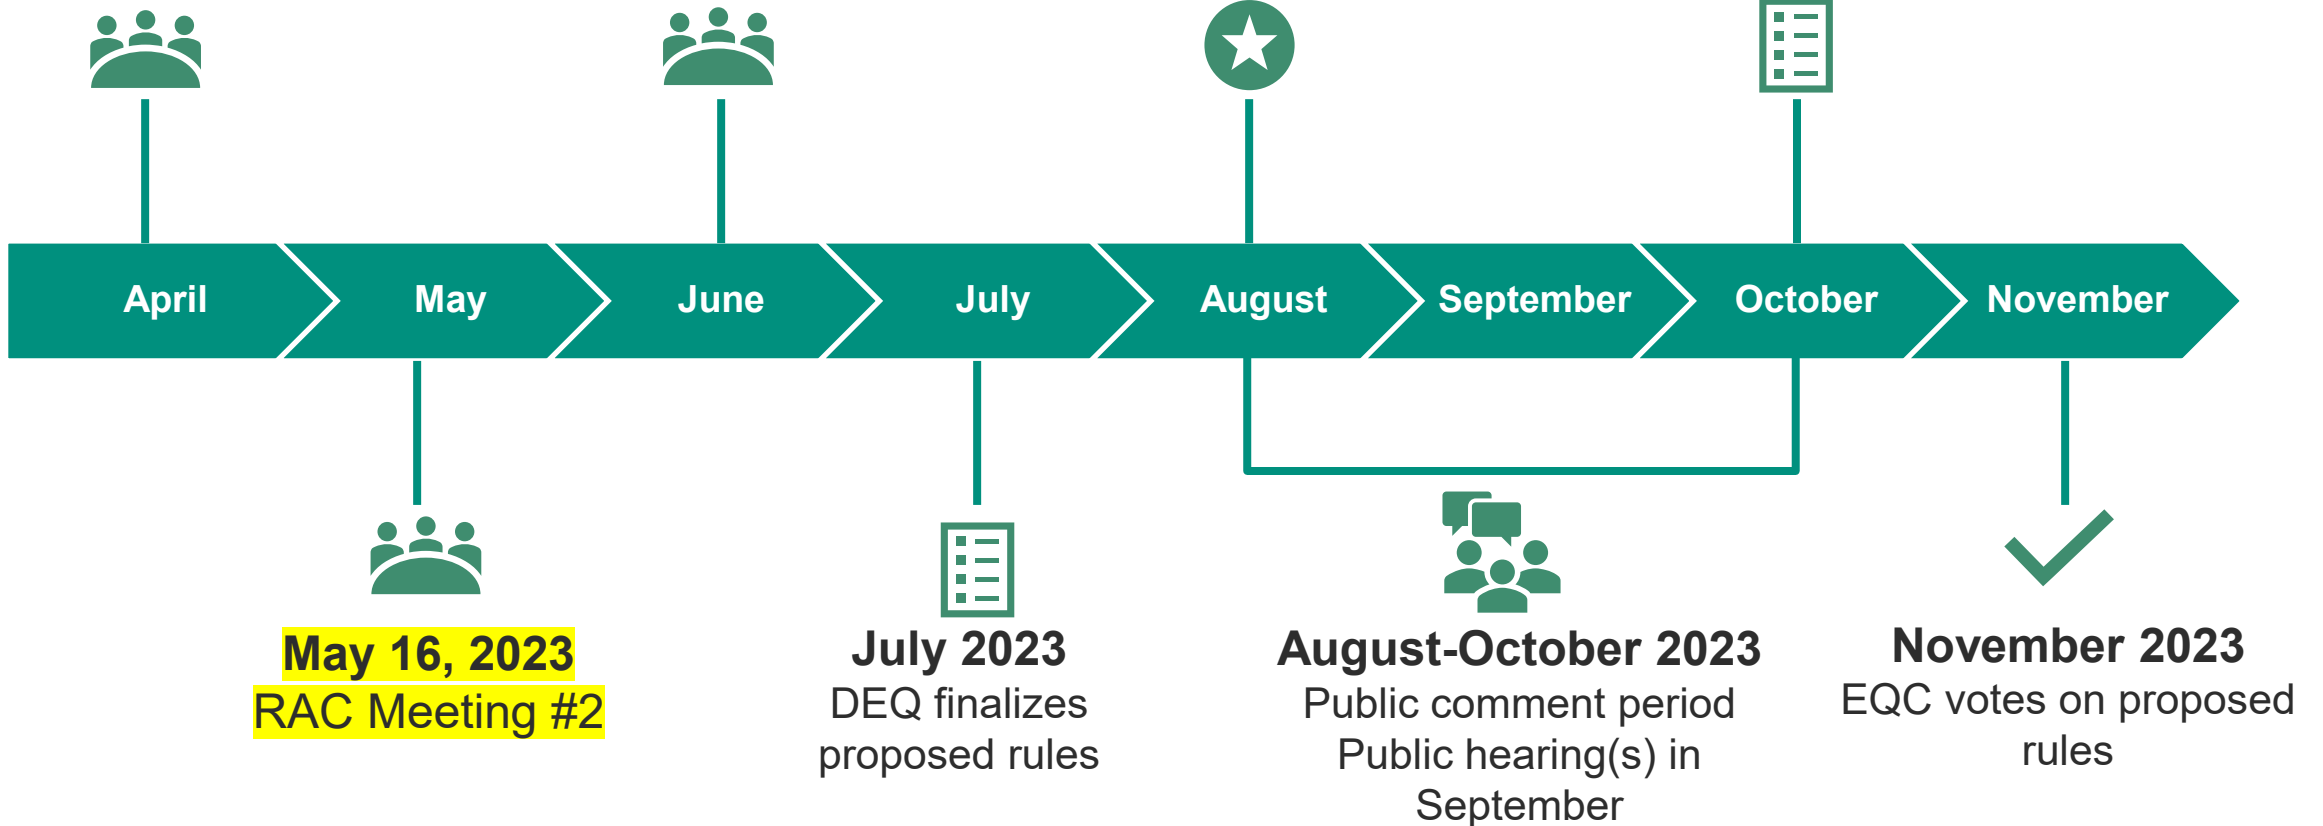 April
May
June
July
August
September
October
November
May 16, 2023
RAC Meeting #2
July 2023
DEQ finalizes
proposed rules
August-October 2023
Public comment period
Public hearing(s) in
September
November 2023
EQC votes on proposed
rules